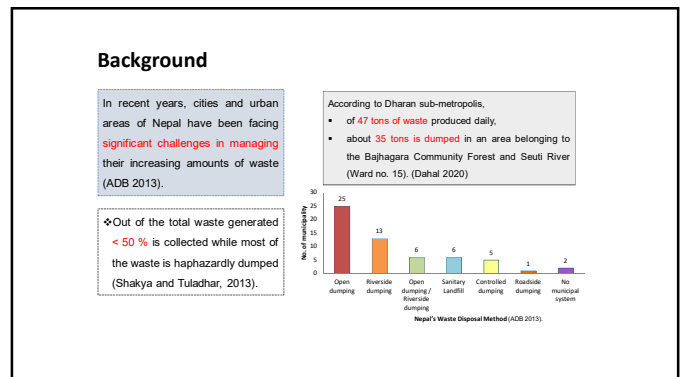 Background
In recent years, cities and urban
areas of Nepal have been facing
significant challenges in managing
their increasing amounts of waste
(ADB 2013).
❖Out of the total waste generated
< 50 % is collected while most of
the waste is haphazardly dumped
(Shakya and Tuladhar, 2013).
According to Dharan sub-metropolis,
▪ of 47 tons of waste produced daily,
▪ about 35 tons is dumped in an area belonging to
the Bajhagara Community Forest and Seuti River
(Ward no. 15). (Dahal 2020)
No. of municipality
30
25
20
15
10
5
0
25
13
6
6
5
1
2
Open
dumping
Riverside
dumping
Open
dumping /
Riverside
dumping
Sanitary
Landfill
Controlled
dumping
Roadside
dumping
No
municipal
system
Nepal's Waste Disposal Method (ADB 2013).